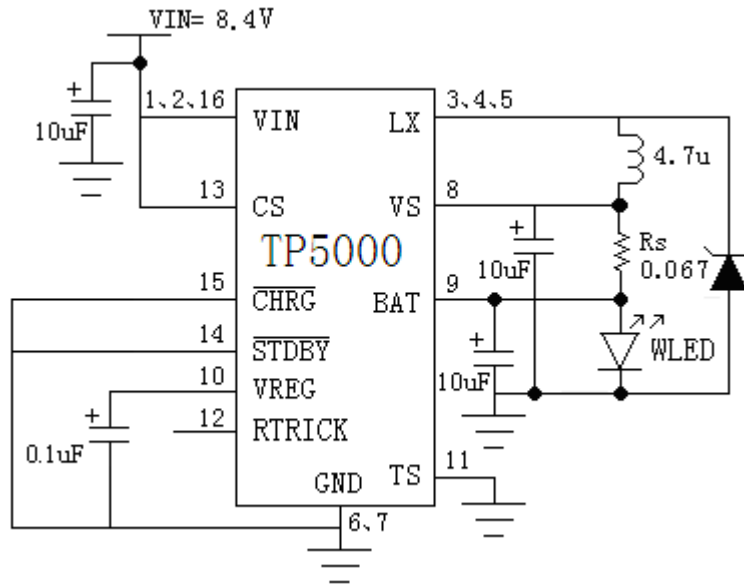 VIN= 8.4V
+
10uF
1、2、16
VIN
13
CS
TP5000
15
CHRG
14
STDBY
10
VREG
12
RTRICK
+
0.1uF
GND
6、7
LX
3、4、5
4.7u
VS
8
+
10uF
Rs
0.067
BAT
9
+
10uF
WLED
TS
11